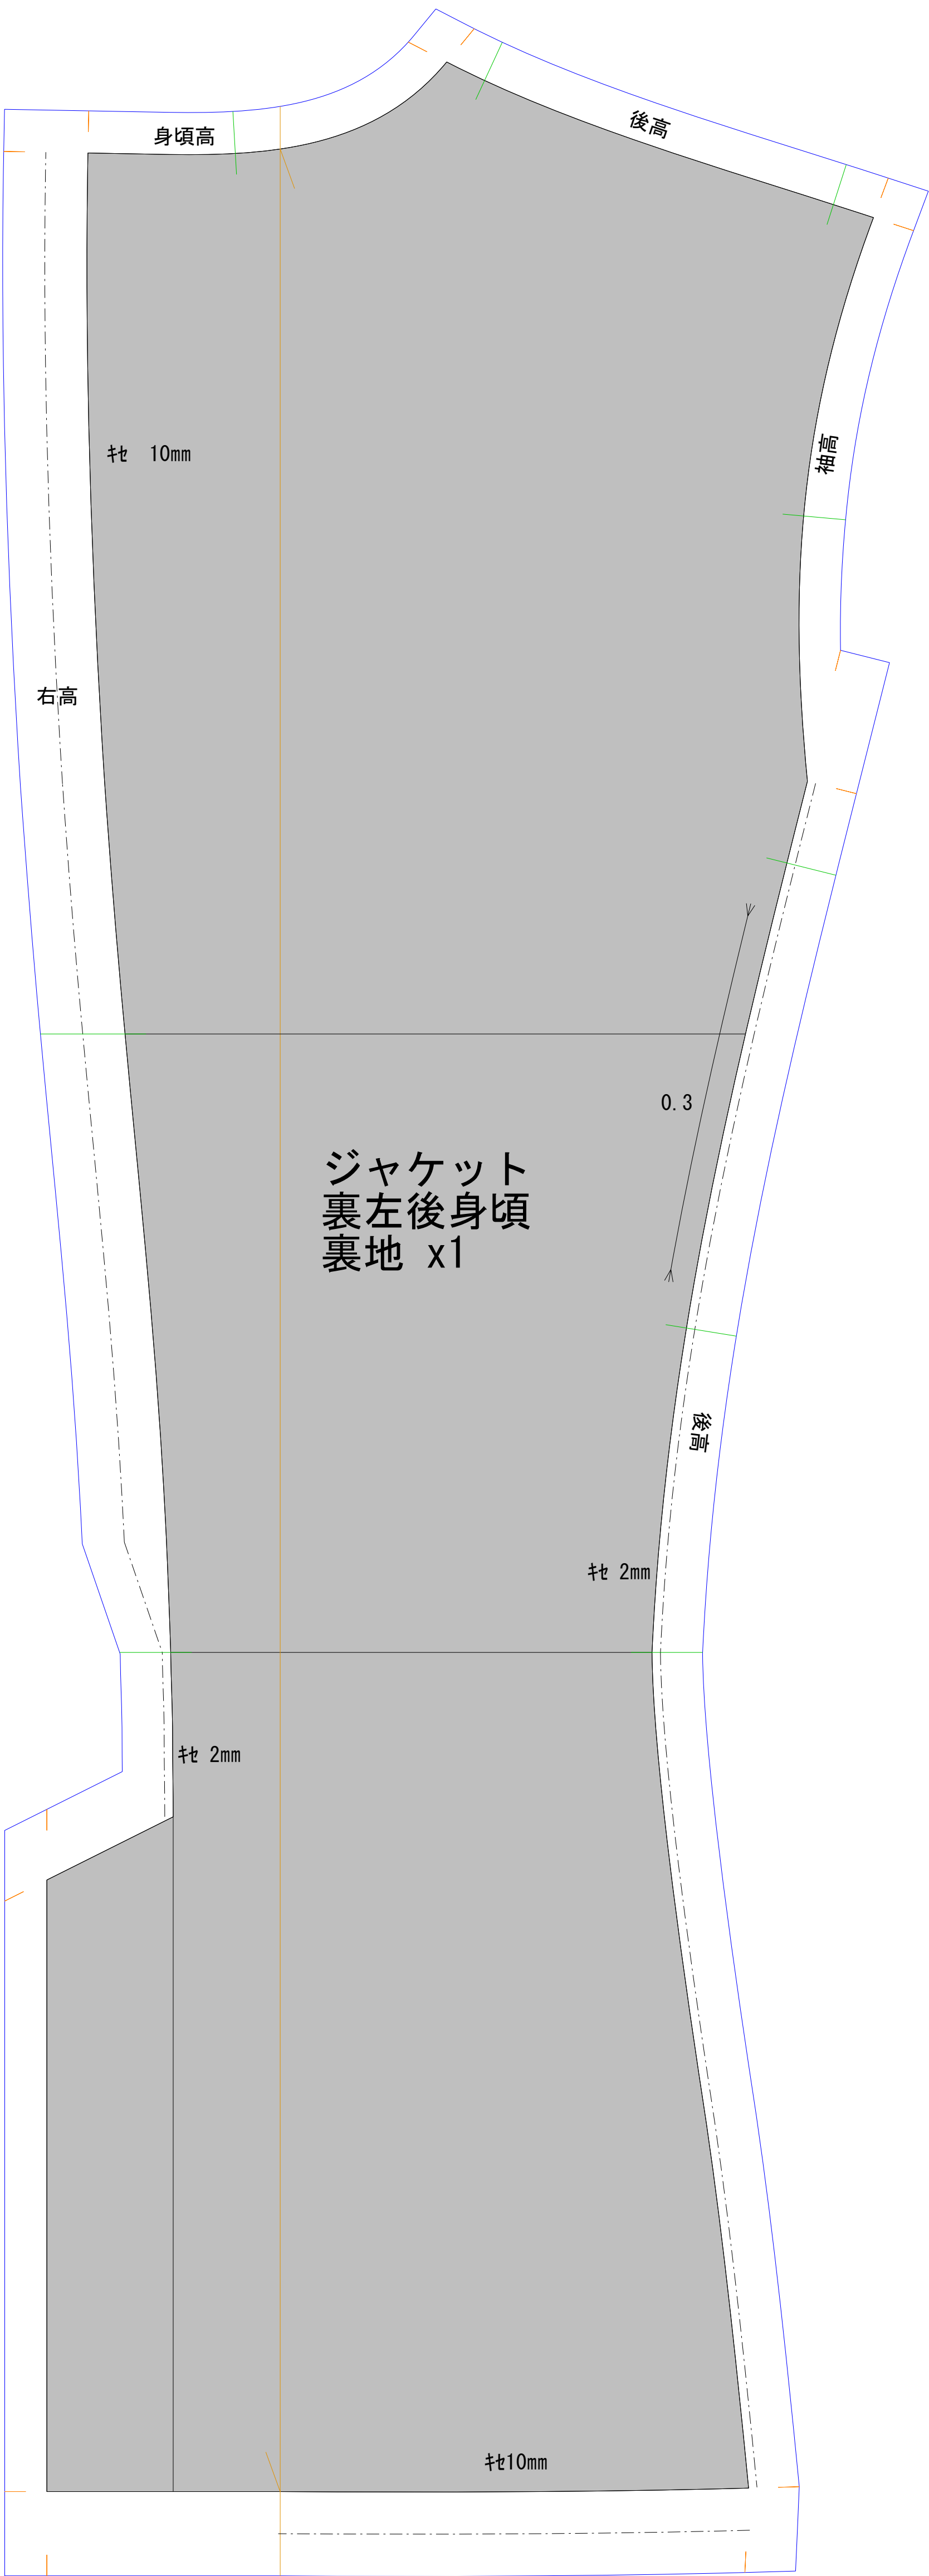 後高
身頃高
袖高
ｷｾ  10mm
右高
0.3
ジャケット
裏左後身頃
裏地 x1
後高
ｷｾ 2mm
ｷｾ 2mm
ｷｾ10mm